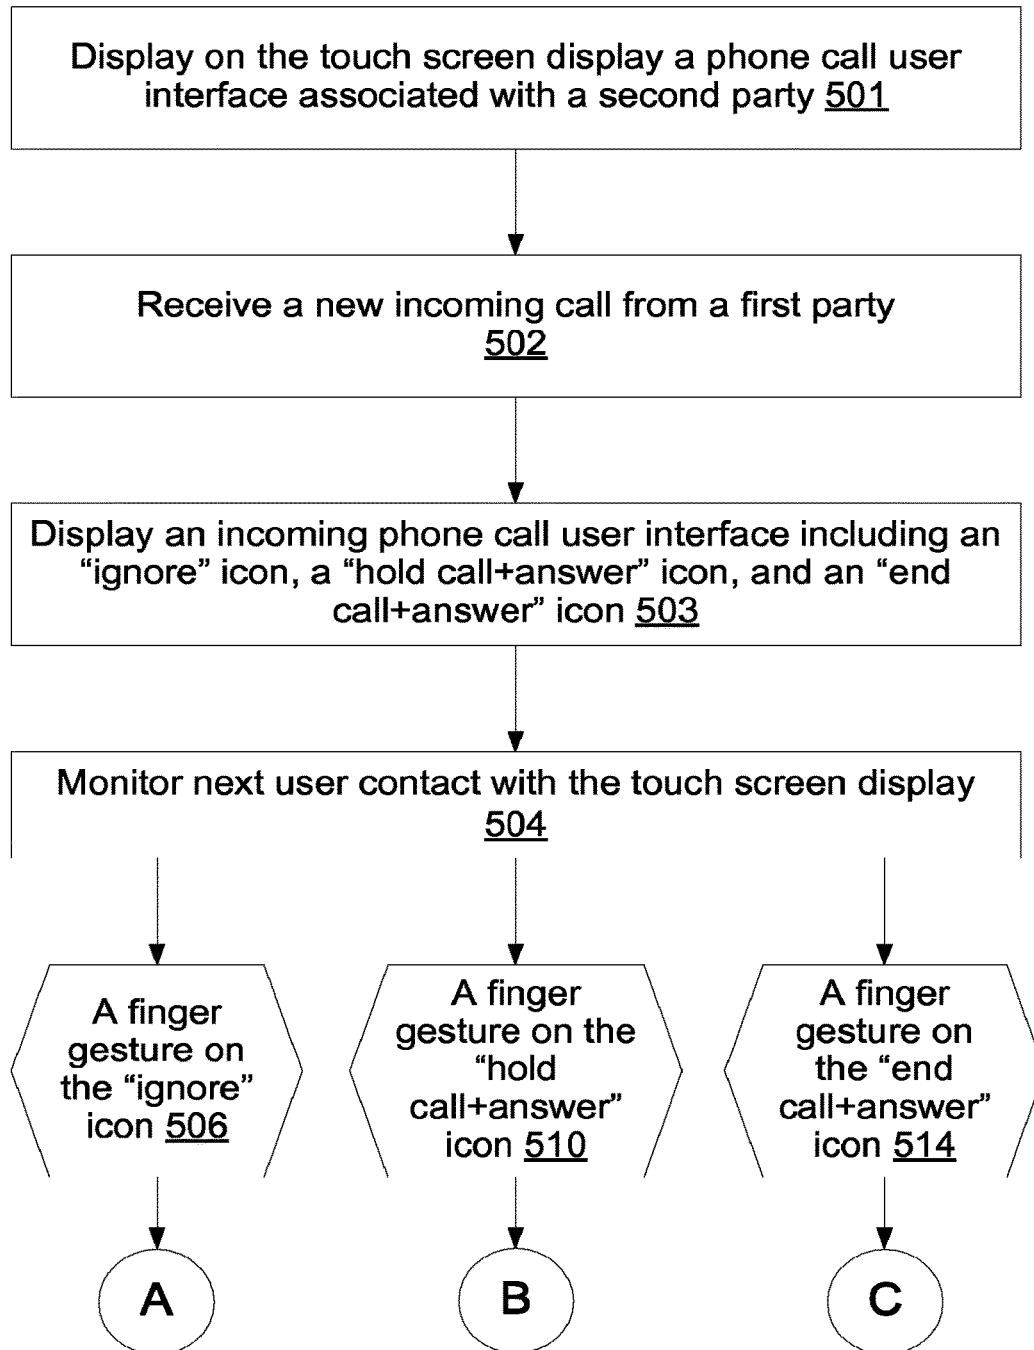 Display on the touch screen display a phone call user
interface associated with a second party 501
Receive a new incoming call from a first party
502
Display an incoming phone call user interface including an
“ignore” icon, a “hold call+answer” icon, and an “end
call+answer” icon 503
Monitor next user contact with the touch screen display
504
A finger
gesture on
the “ignore”
icon 506
A finger
gesture on the
“hold
call+answer”
icon 510
A finger
gesture on
the “end
call+answer”
icon 514
A
B
C